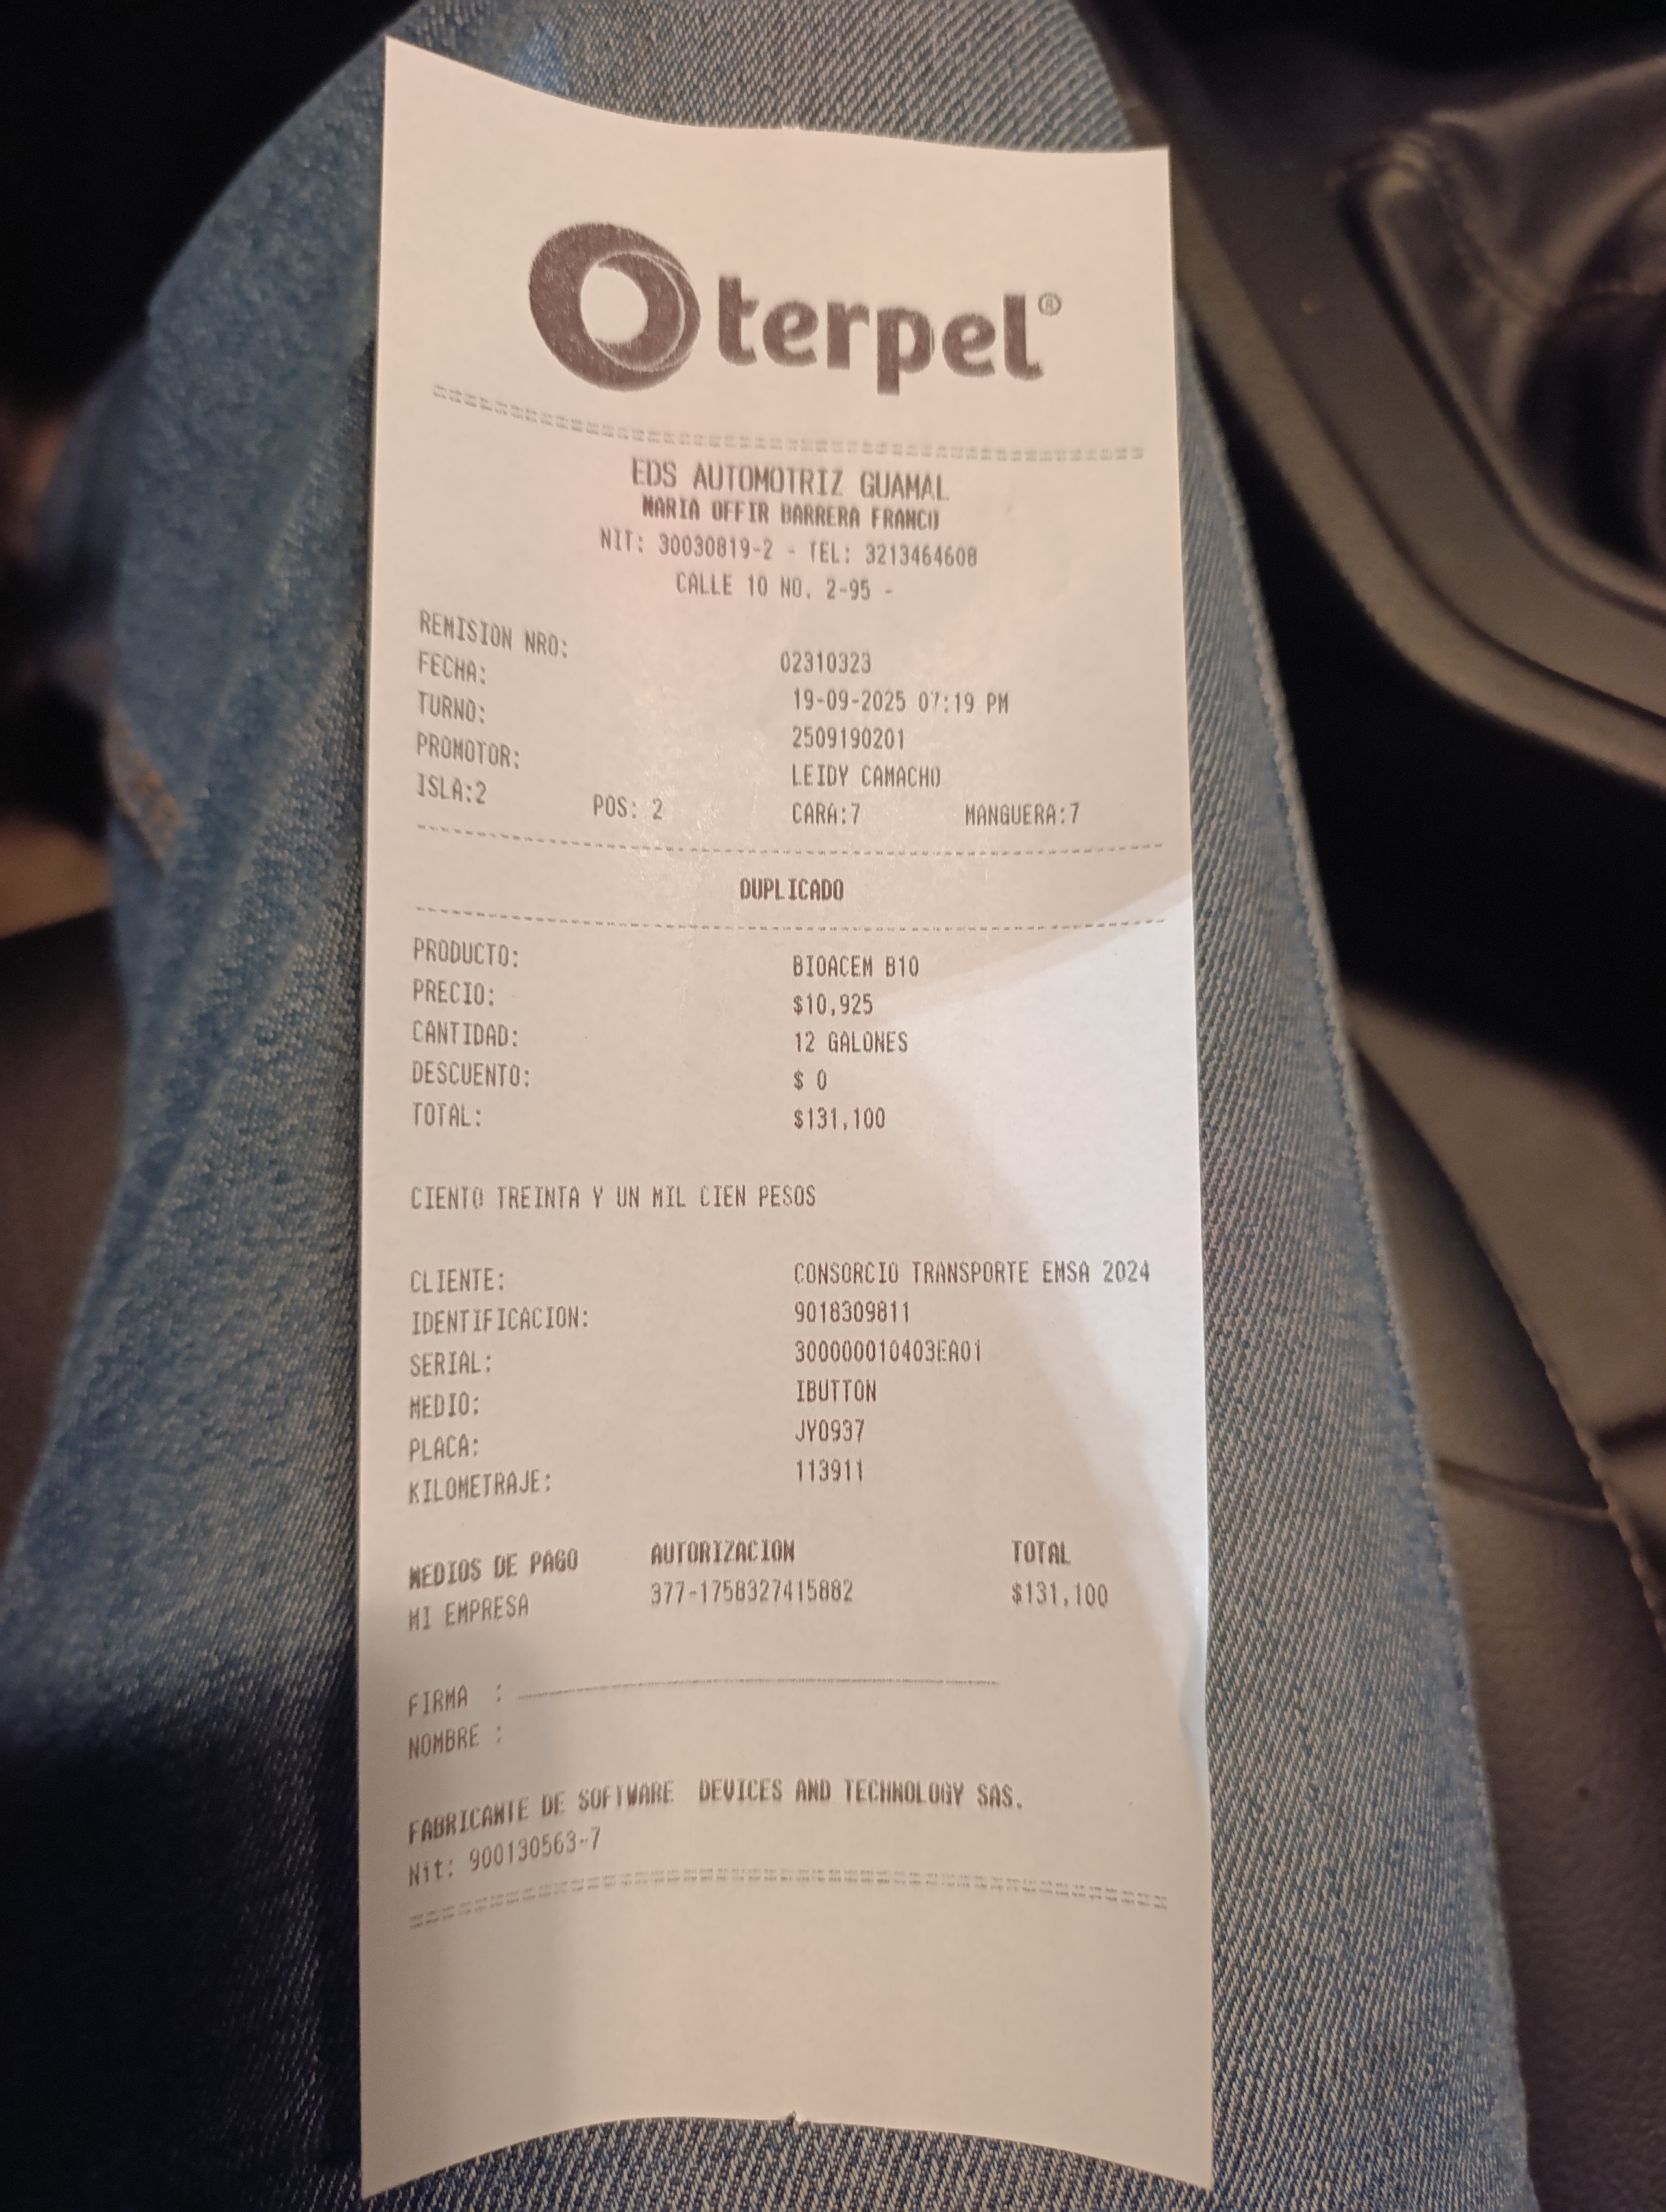 terpel®
EDS AUTOMOTRIZ GUAMAL
MARIA OFFIR BARRERA FRANCO
NIT: 30030819-2 - TEL: 3213464608
CALLE 10 NO. 2-95 -
REMISION NRO: 02310323
FECHA: 19-09-2025 07:19 PM
TURNO: 2509190201
PROMOTOR: LEIDY CAMACHO
ISLA:2 POS: 2 CARA:7 MANGUERA:7
DUPLICADO
PRODUCTO: BIOACEM B10
PRECIO: $10,925
CANTIDAD: 12 GALONES
DESCUENTO: $ 0
TOTAL: $131,100
CIENTO TREINTA Y UN MIL CIEN PESOS
CLIENTE: CONSORCIO TRANSPORTE EMSA 2024
IDENTIFICACION: 9018309811
SERIAL: 300000010403EA01
MEDIO: IBUTTON
PLACA: JYO937
KILOMETRAJE: 113911
MEDIOS DE PAGO AUTORIZACION TOTAL
MI EMPRESA 377-1758327415882 $131,100
FIRMA :
NOMBRE :
FABRICANTE DE SOFTWARE DEVICES AND TECHNOLOGY SAS.
Nit: 900130563-7